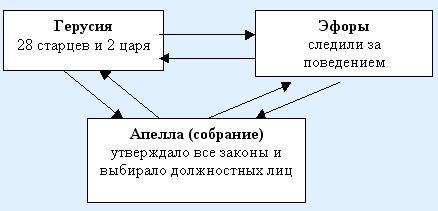 Герусия
28 старцев и 2 царя
Эфоры
следили за
поведением
Апелла (собрание)
утверждало все законы и
выбирало должностных лиц